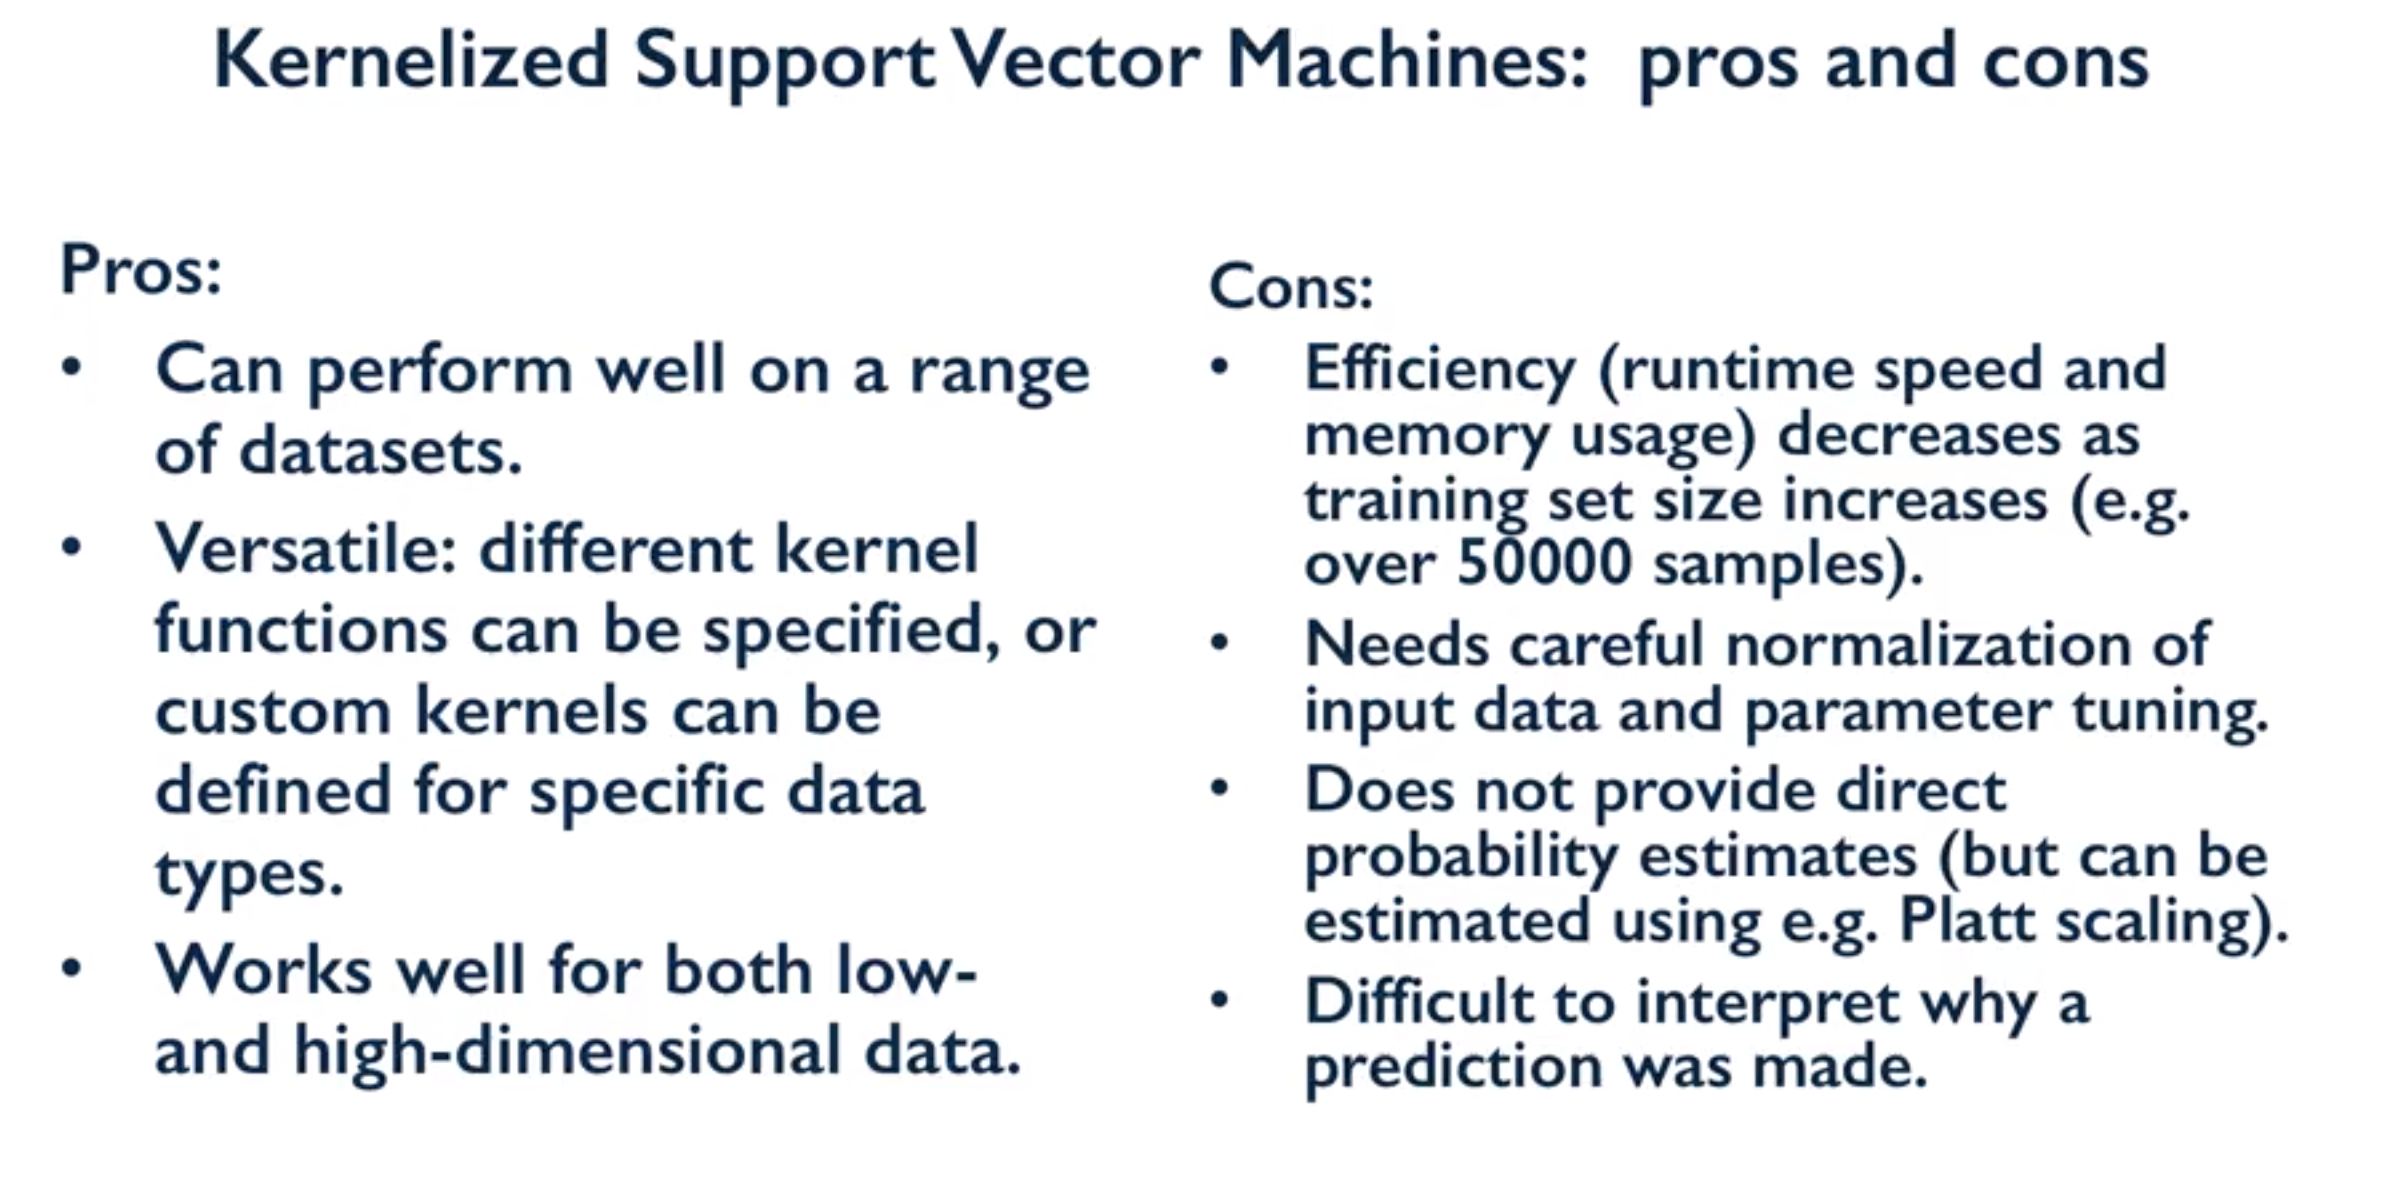 Kernelized Support Vector Machines: pros and cons
Pros:
• Can perform well on a range
of datasets.
• Versatile: different kernel
functions can be specified, or
custom kernels can be
defined for specific data
types.
• Works well for both low-
and high-dimensional data.
Cons:
• Efficiency (runtime speed and
memory usage) decreases as
training set size increases (e.g.
over 50000 samples).
• Needs careful normalization of
input data and parameter tuning.
• Does not provide direct
probability estimates (but can be
estimated using e.g. Platt scaling).
• Difficult to interpret why a
prediction was made.